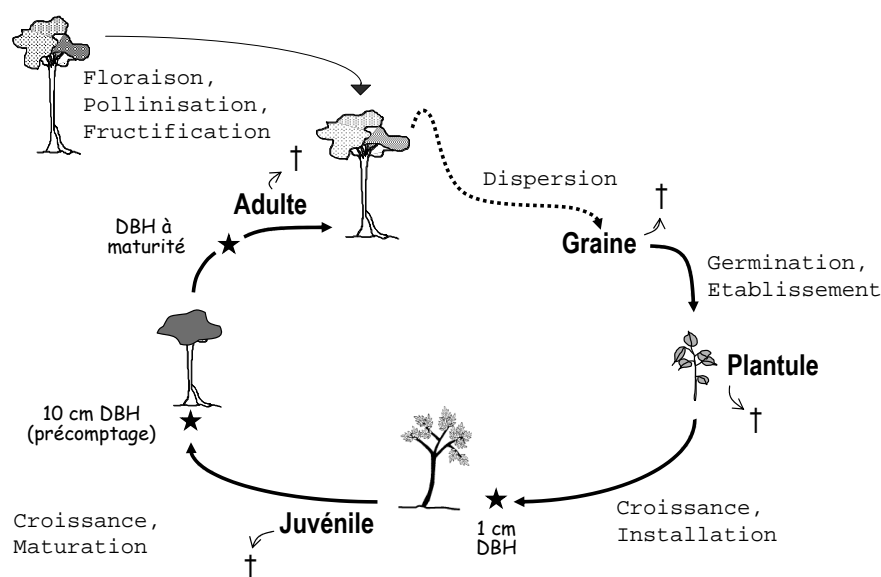 Floraison,
Pollinisation,
Fructification
†
Adulte
Dispersion
†
Graine
DBH à
maturité
★
Germination,
Etablissement
Plantule
†
10 cm DBH
(précomptage)
★
★
1 cm
DBH
Croissance,
Installation
Juvénile
†
Croissance,
Maturation